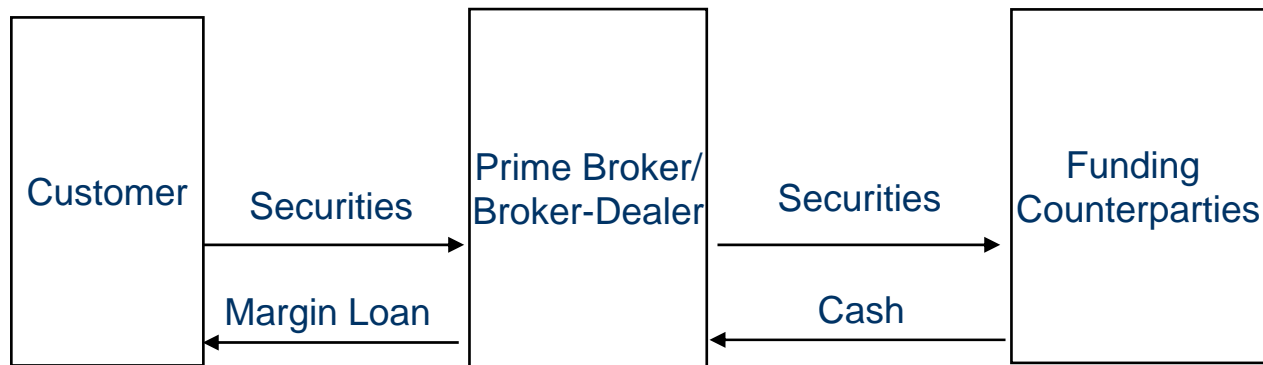 Customer
Securities
Margin Loan
Prime Broker/
Broker-Dealer
Securities
Cash
Funding
Counterparties